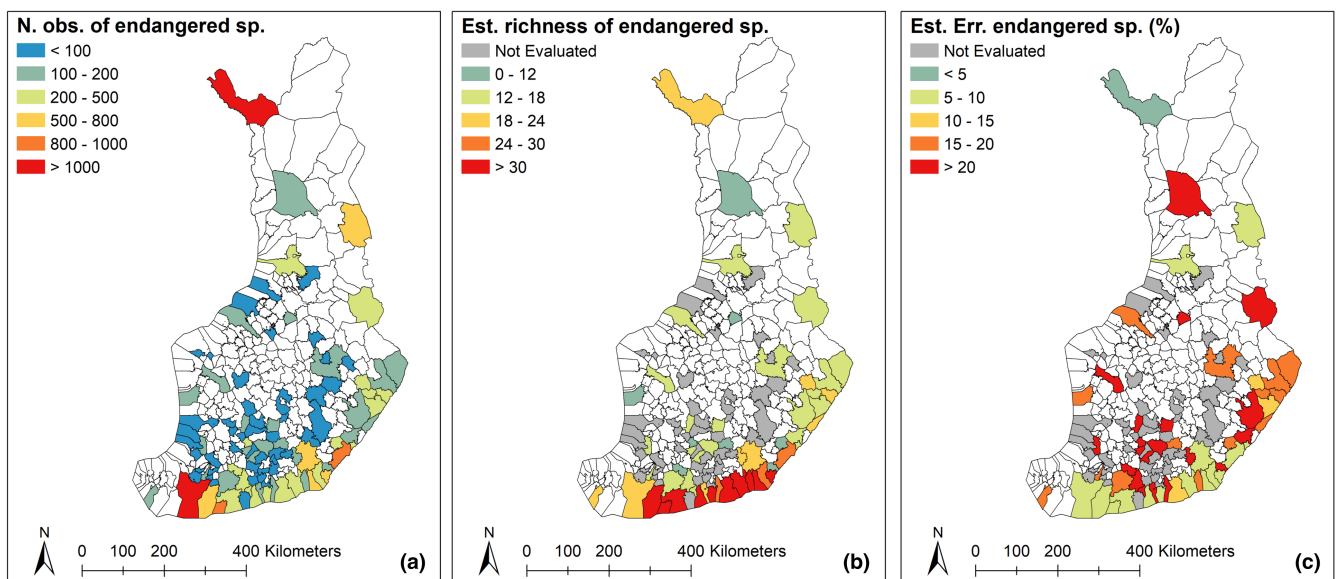 N. obs. of endangered sp.
< 100
100 - 200
200 - 500
500 - 800
800 - 1000
> 1000
N
0 100 200 400 Kilometers
(a)
Est. richness of endangered sp.
Not Evaluated
0 - 12
12 - 18
18 - 24
24 - 30
> 30
N
0 100 200 400 Kilometers
(b)
Est. Err. endangered sp. (%)
Not Evaluated
< 5
5 - 10
10 - 15
15 - 20
> 20
N
0 100 200 400 Kilometers
(c)